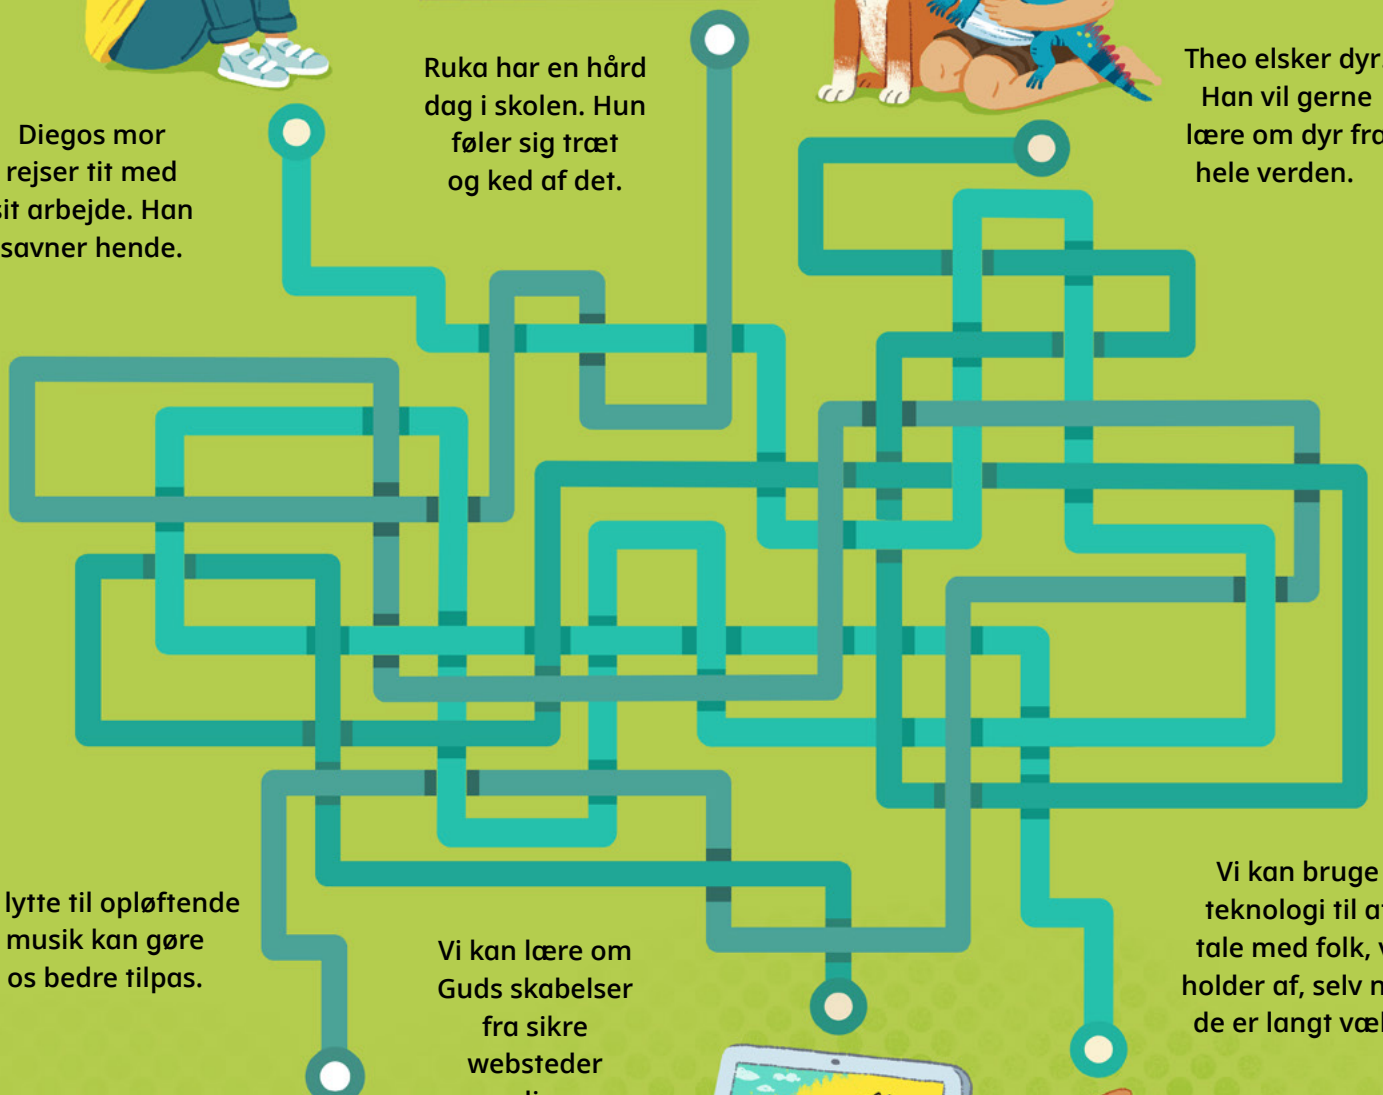 Diegos mor
rejser tit med
sit arbejde. Han
savner hende.
Ruka har en hård
dag i skolen. Hun
føler sig træt
og ked af det.
Theo elsker dyr.
Han vil gerne
lære om dyr fra
hele verden.
lytte til opløftende
musik kan gøre
os bedre tilpas.
Vi kan lære om
Guds skabelser
fra sikre
websteder
Vi kan bruge
teknologi til at
tale med folk, v
holder af, selv n
de er langt væk